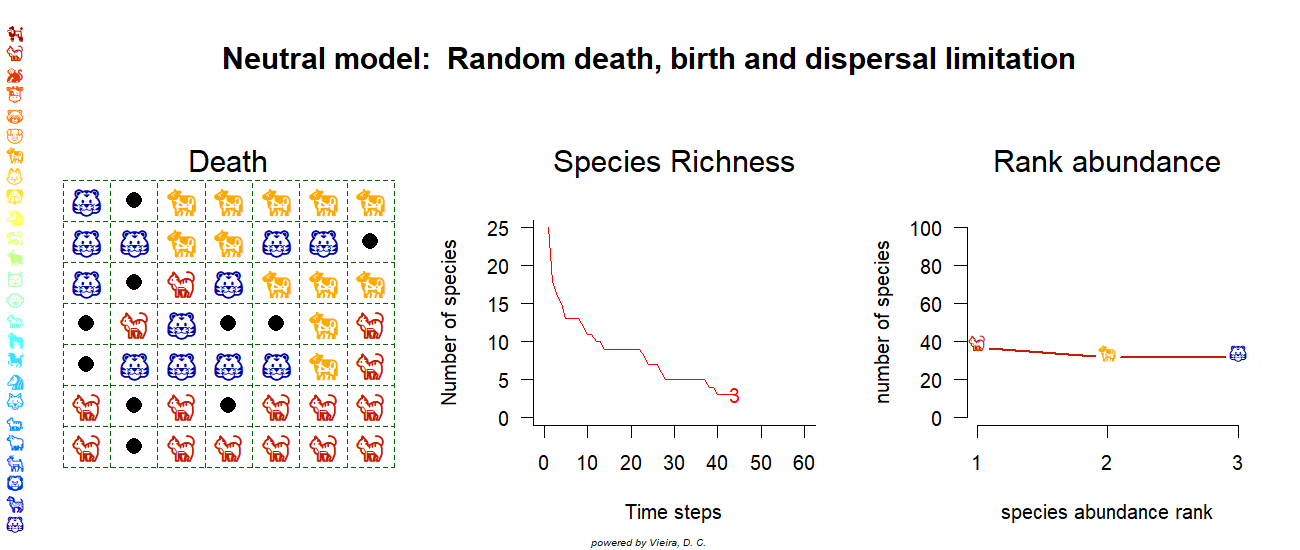 Neutral model: Random death, birth and dispersal limitation
Death
Species Richness
Number of species
25
20
15
10
5
0
3
0 10 20 30 40 50 60
Time steps
Rank abundance
number of species
100
80
60
40
20
0
1 2 3
species abundance rank
powered by Vieira, D. C.